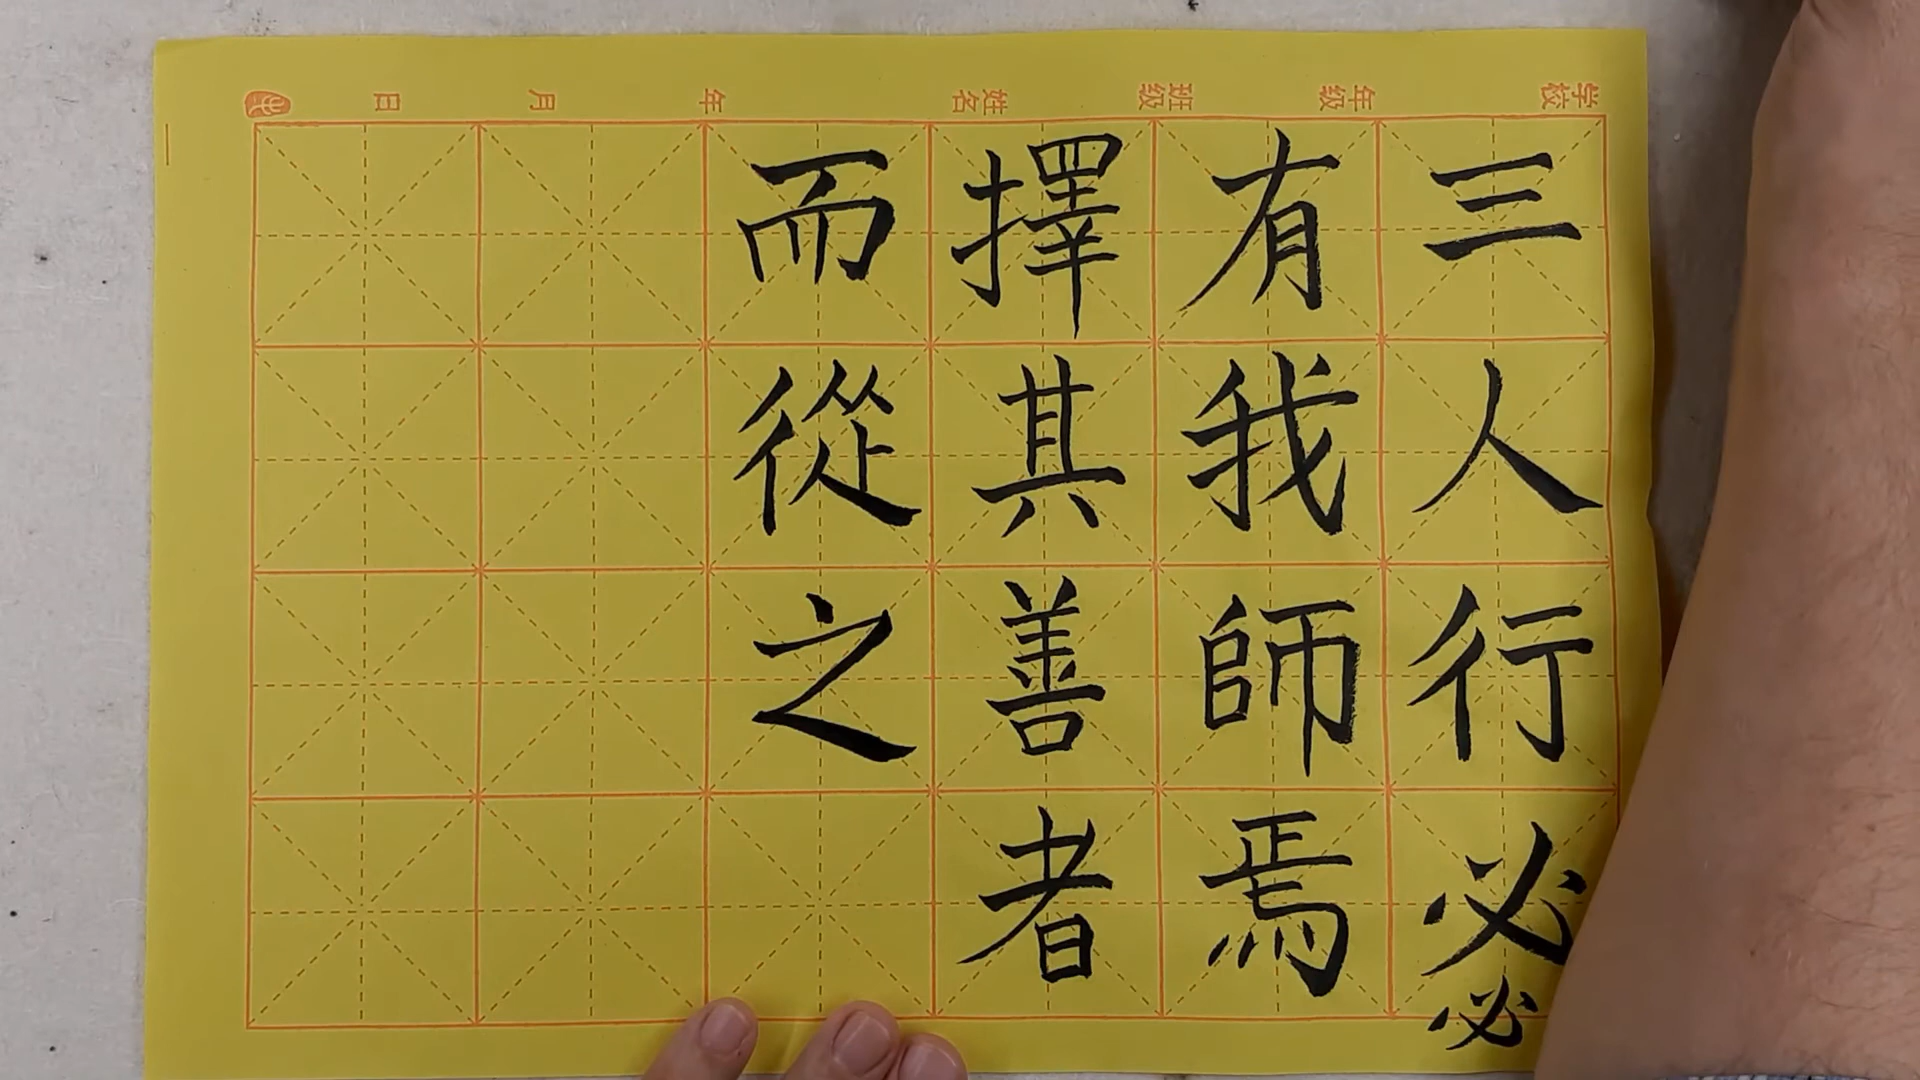 三人行必必
有我師焉
擇其善者
而從之
学校
年级
班级
姓名
年
月
日